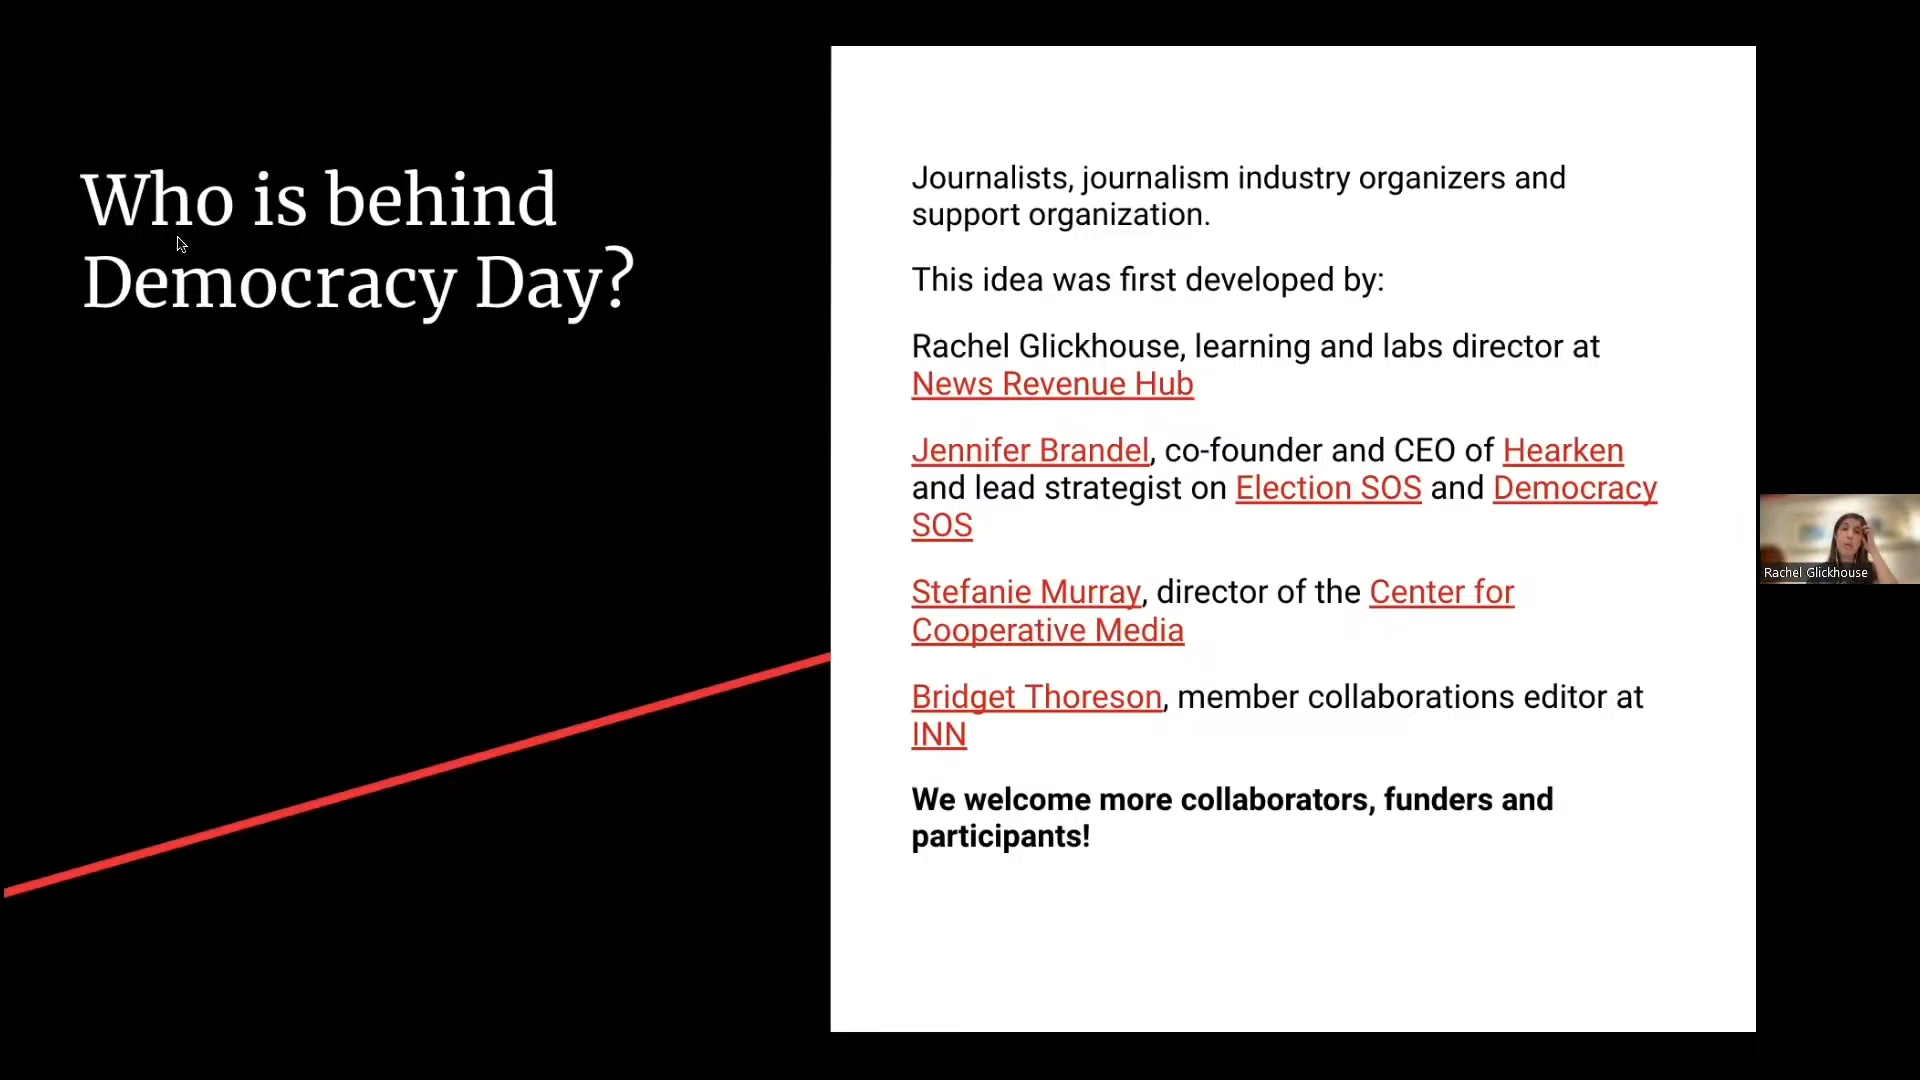 Who is behind
Democracy Day?
Journalists, journalism industry organizers and
support organization.
This idea was first developed by:
Rachel Glickhouse, learning and labs director at
News Revenue Hub
Jennifer Brandel, co-founder and CEO of Hearken
and lead strategist on Election SOS and Democracy
SOS
Stefanie Murray, director of the Center for
Cooperative Media
Bridget Thoreson, member collaborations editor at
INN
We welcome more collaborators, funders and
participants!
Rachel Glickhouse